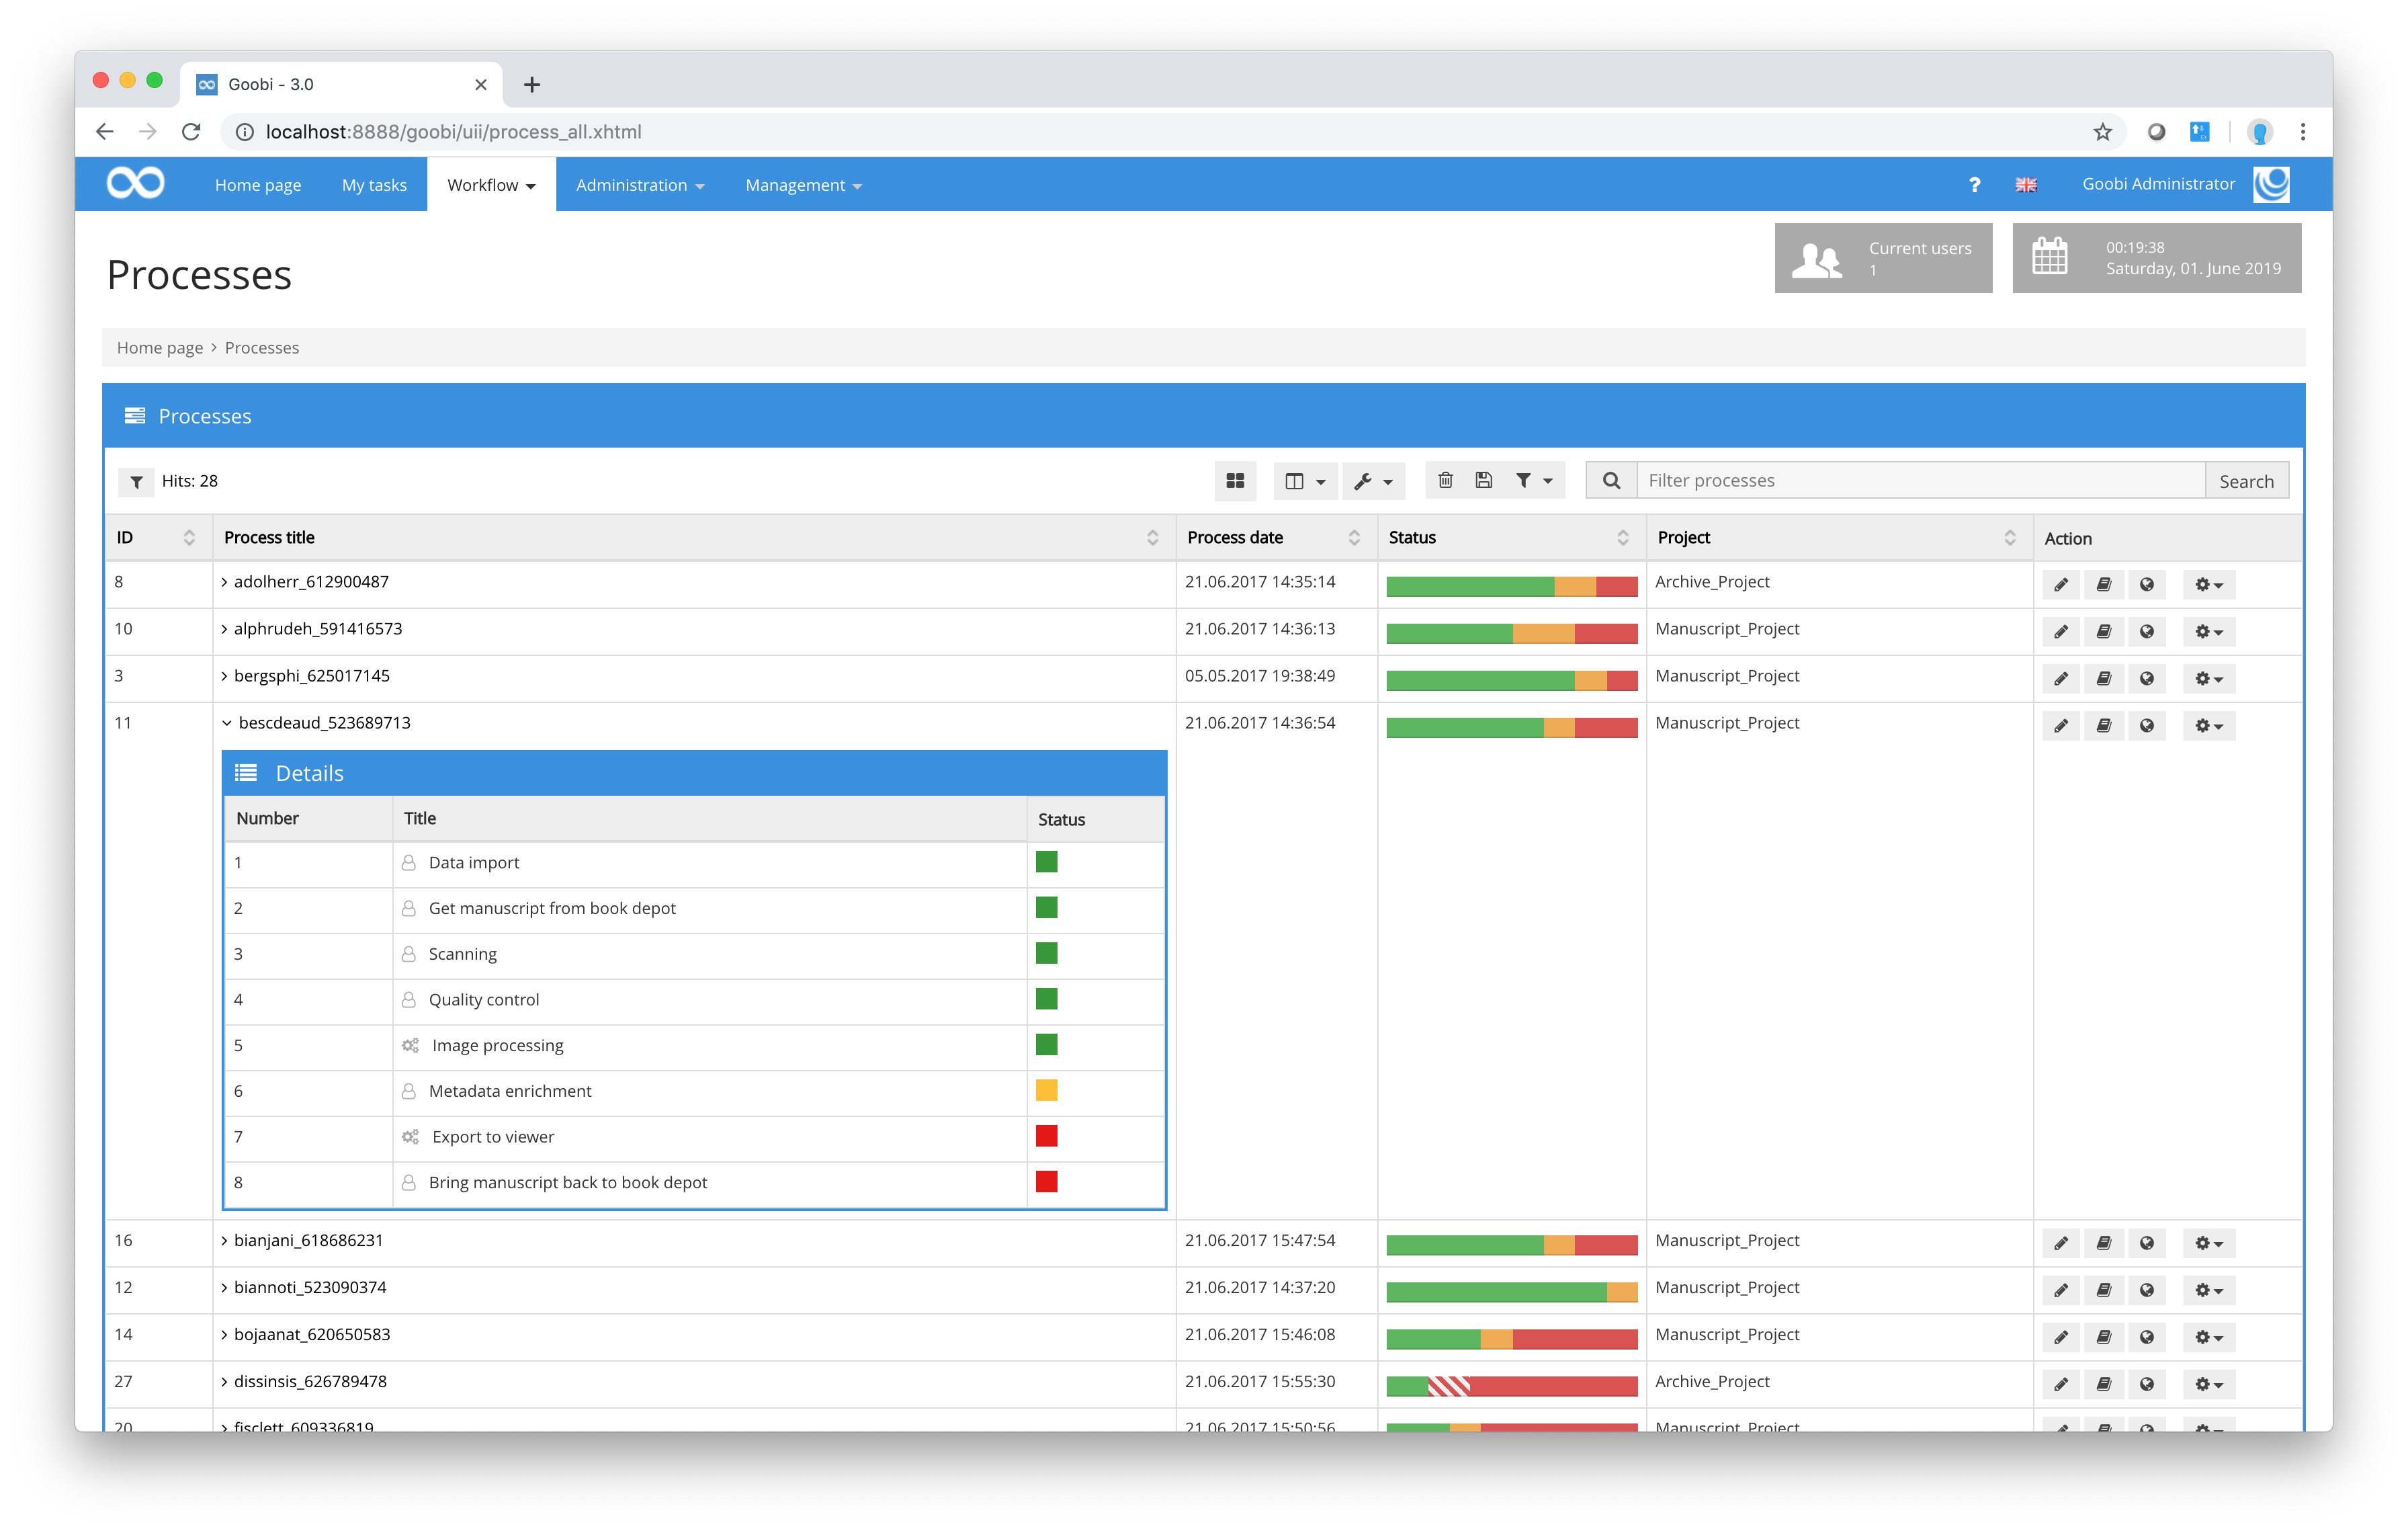 Goobi - 3.0
localhost:8888/goobi/uii/process_all.xhtml
Home page My tasks Workflow Administration Management ? Goobi Administrator
Processes
Current users
1
00:19:38
Saturday, 01. June 2019
Home page > Processes
Processes
Hits: 28 Filter processes Search
ID Process title Process date Status Project Action
8 adolherr_612900487 21.06.2017 14:35:14 Archive_Project
10 alphrudeh_591416573 21.06.2017 14:36:13 Manuscript_Project
3 bergsphi_625017145 05.05.2017 19:38:49 Manuscript_Project
11 bescdeaud_523689713 21.06.2017 14:36:54 Manuscript_Project
Details
Number Title Status
1 Data import
2 Get manuscript from book depot
3 Scanning
4 Quality control
5 Image processing
6 Metadata enrichment
7 Export to viewer
8 Bring manuscript back to book depot
16 bianjani_618686231 21.06.2017 15:47:54 Manuscript_Project
12 biannoti_523090374 21.06.2017 14:37:20 Manuscript_Project
14 bojaanat_620650583 21.06.2017 15:46:08 Manuscript_Project
27 dissinsis_626789478 21.06.2017 15:55:30 Archive_Project
20 fisclett_609336819 21.06.2017 15:50:56 Manuscript_Project